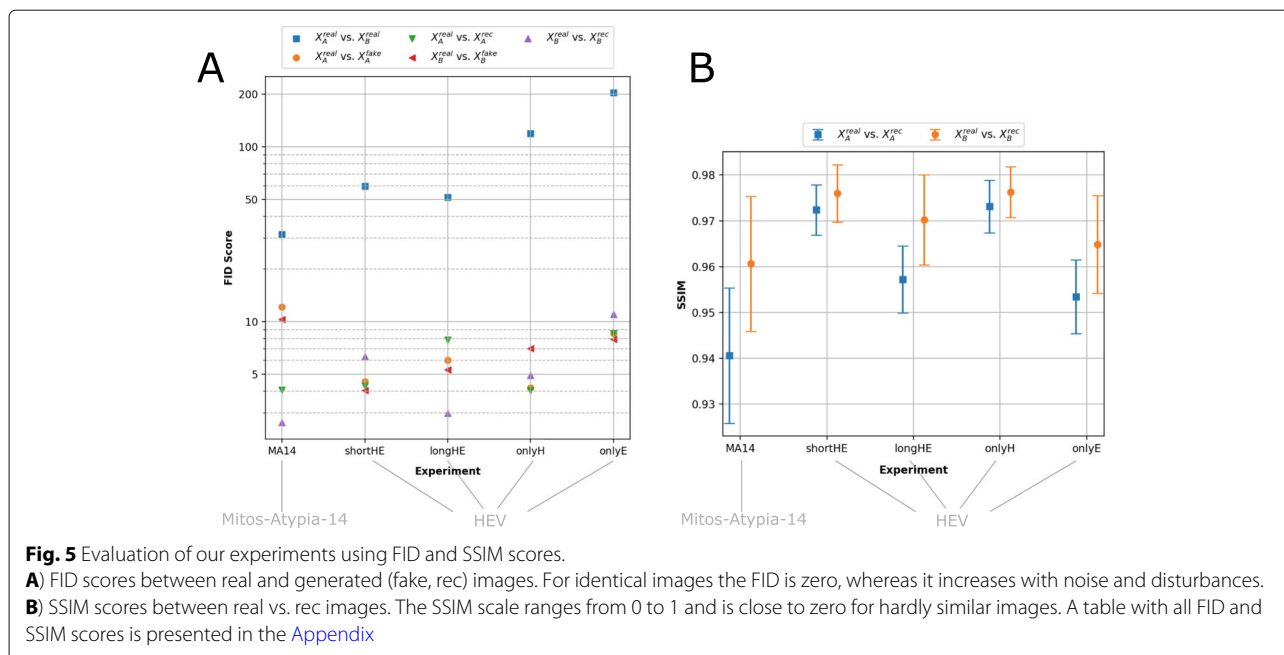 A
X_A^real vs. X_B^real
X_A^real vs. X_A^rec
X_B^real vs. X_B^rec
X_A^real vs. X_A^fake
X_B^real vs. X_B^fake
200
100
50
10
5
FID Score
MA14 shortHE longHE onlyH onlyE
Experiment
Mitos-Atypia-14 HEV
B
X_A^real vs. X_A^rec
X_B^real vs. X_B^rec
0.98
0.97
0.96
0.95
0.94
0.93
SSIM
MA14 shortHE longHE onlyH onlyE
Experiment
Mitos-Atypia-14 HEV
Fig. 5 Evaluation of our experiments using FID and SSIM scores.
A) FID scores between real and generated (fake, rec) images. For identical images the FID is zero, whereas it increases with noise and disturbances.
B) SSIM scores between real vs. rec images. The SSIM scale ranges from 0 to 1 and is close to zero for hardly similar images. A table with all FID and
SSIM scores is presented in the Appendix